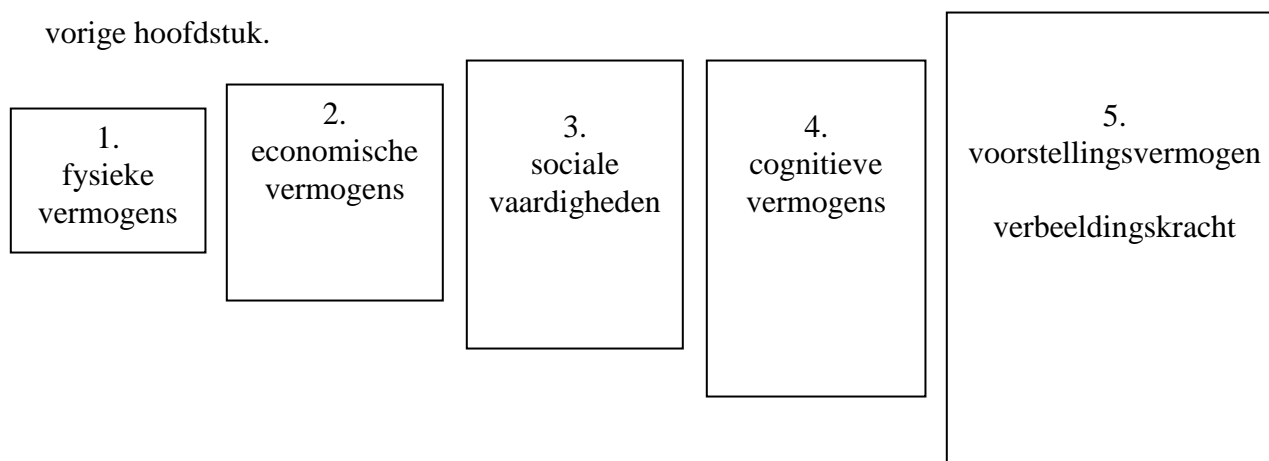 vorige hoofdstuk.
1.
fysieke
vermogens
2.
economische
vermogens
3.
sociale
vaardigheden
4.
cognitieve
vermogens
5.
voorstellingsvermogen
verbeeldingskracht